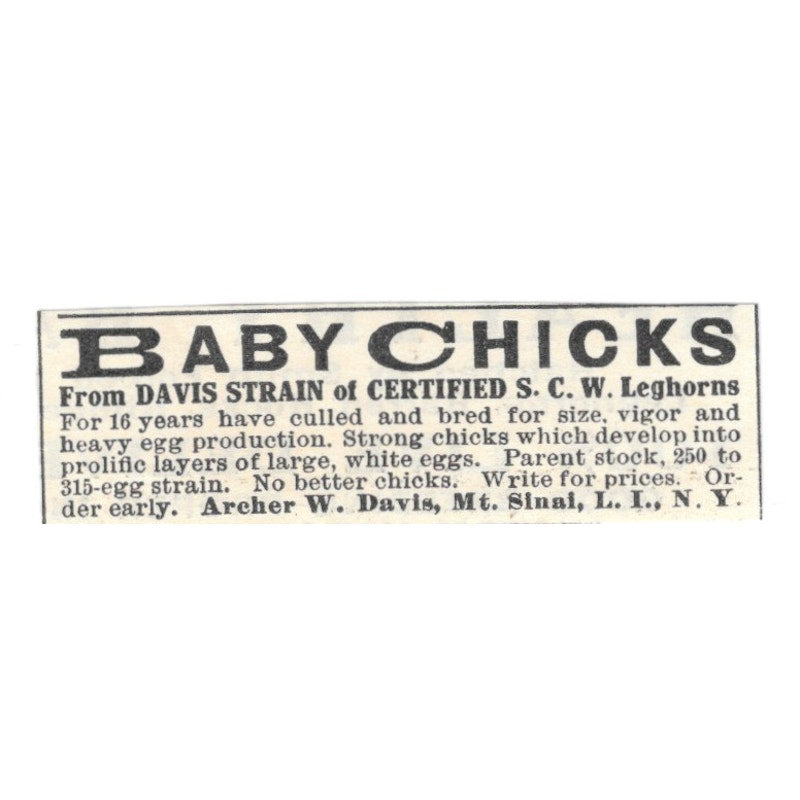 BABY CHICKS
From DAVIS STRAIN of CERTIFIED S. C. W. Leghorns
For 16 years have culled and bred for size, vigor and
heavy egg production. Strong chicks which develop into
prolific layers of large, white eggs. Parent stock, 250 to
315-egg strain. No better chicks. Write for prices. Or-
der early. Archer W. Davis, Mt. Sinai, L. I., N. Y.